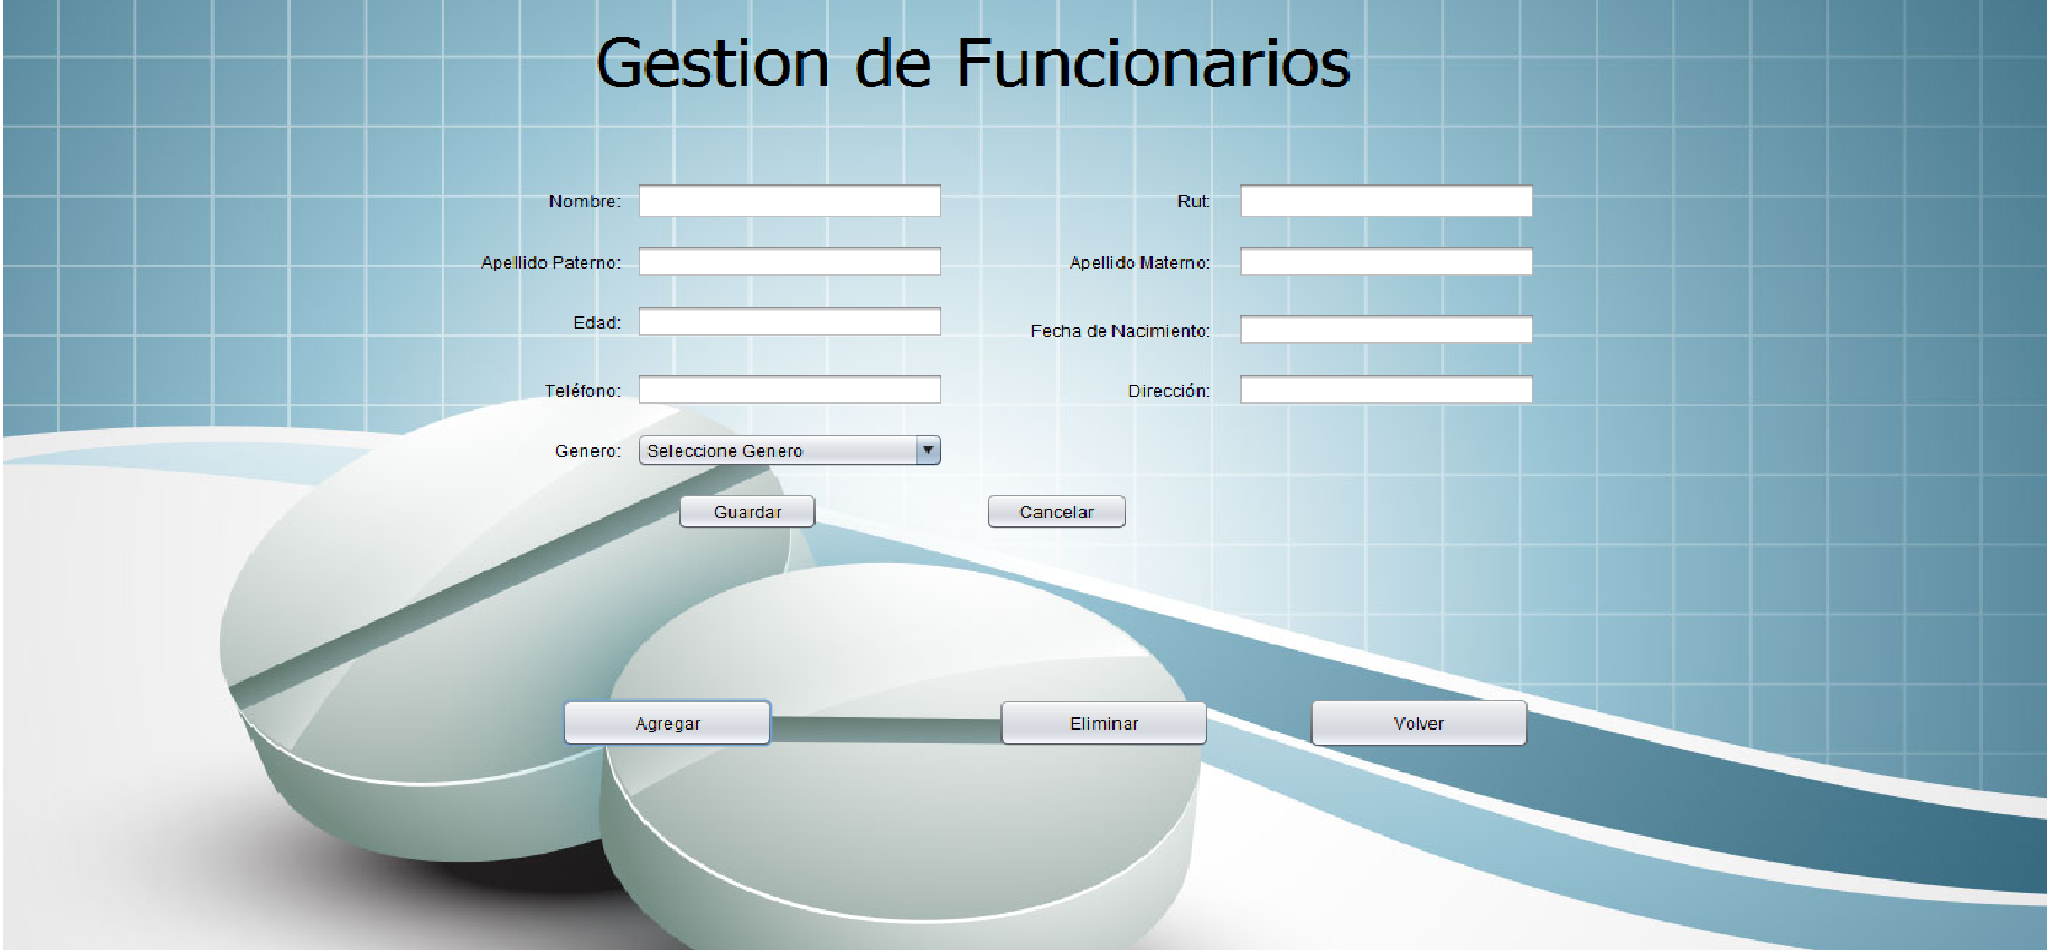 Gestion de Funcionarios
Nombre: Rut:
Apellido Paterno: Apellido Materno:
Edad: Fecha de Nacimiento:
Teléfono: Dirección:
Genero: Seleccione Genero
Guardar Cancelar
Agregar Eliminar Volver